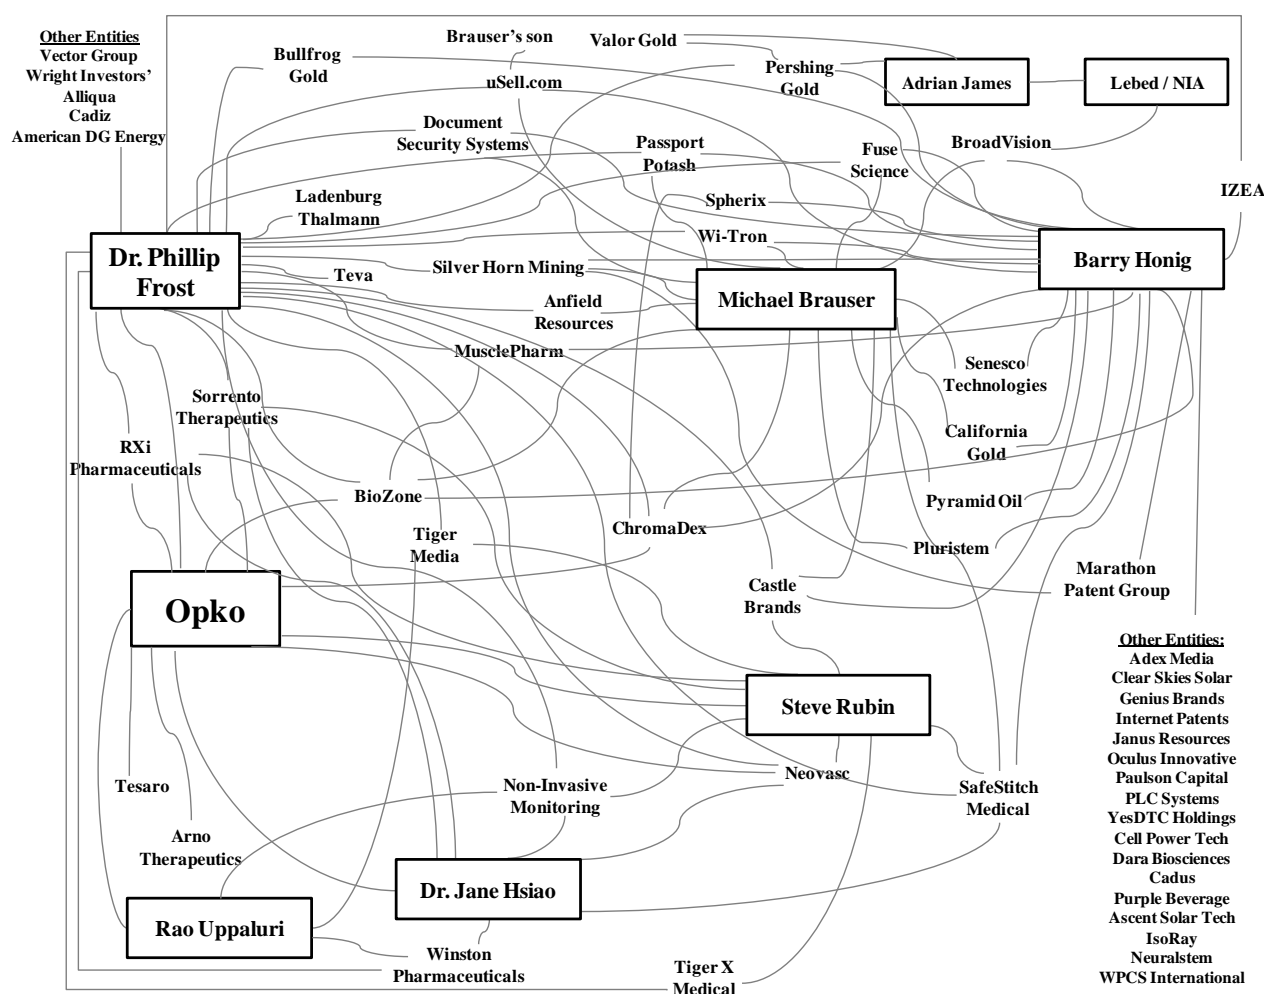 Other Entities
Vector Group
Wright Investors’
Alliqua
Cadiz
American DG Energy
Bullfrog
Gold
Brauser’s son
uSell.com
Valor Gold
Pershing
Gold
Adrian James
Lebed / NIA
Document
Security Systems
Passport
Potash
Fuse
Science
BroadVision
IZEA
Ladenburg
Thalmann
Spherix
Wi-Tron
Dr. Phillip
Frost
Teva
Silver Horn Mining
Michael Brauser
Barry Honig
Anfield
Resources
MusclePharm
Senesco
Technologies
Sorrento
Therapeutics
RXi
Pharmaceuticals
California
Gold
BioZone
Pyramid Oil
Tiger
Media
ChromaDex
Pluristem
Castle
Brands
Marathon
Patent Group
Opko
Steve Rubin
Other Entities:
Adex Media
Clear Skies Solar
Genius Brands
Internet Patents
Janus Resources
Oculus Innovative
Paulson Capital
PLC Systems
YesDTC Holdings
Cell Power Tech
Dara Biosciences
Cadus
Purple Beverage
Ascent Solar Tech
IsoRay
Neuralstem
WPCS International
Tesaro
Non-Invasive
Monitoring
Neovasc
SafeStitch
Medical
Arno
Therapeutics
Dr. Jane Hsiao
Rao Uppaluri
Winston
Pharmaceuticals
Tiger X
Medical